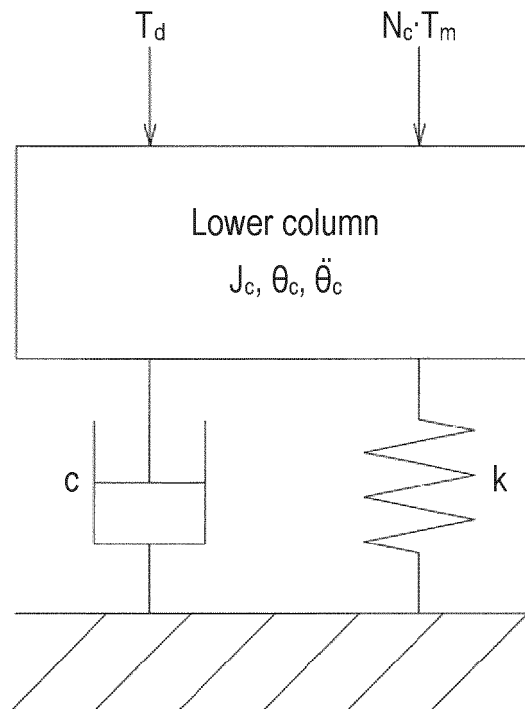 T_d N_c·T_m
Lower column
J_c, θ_c, θ̈_c
c k